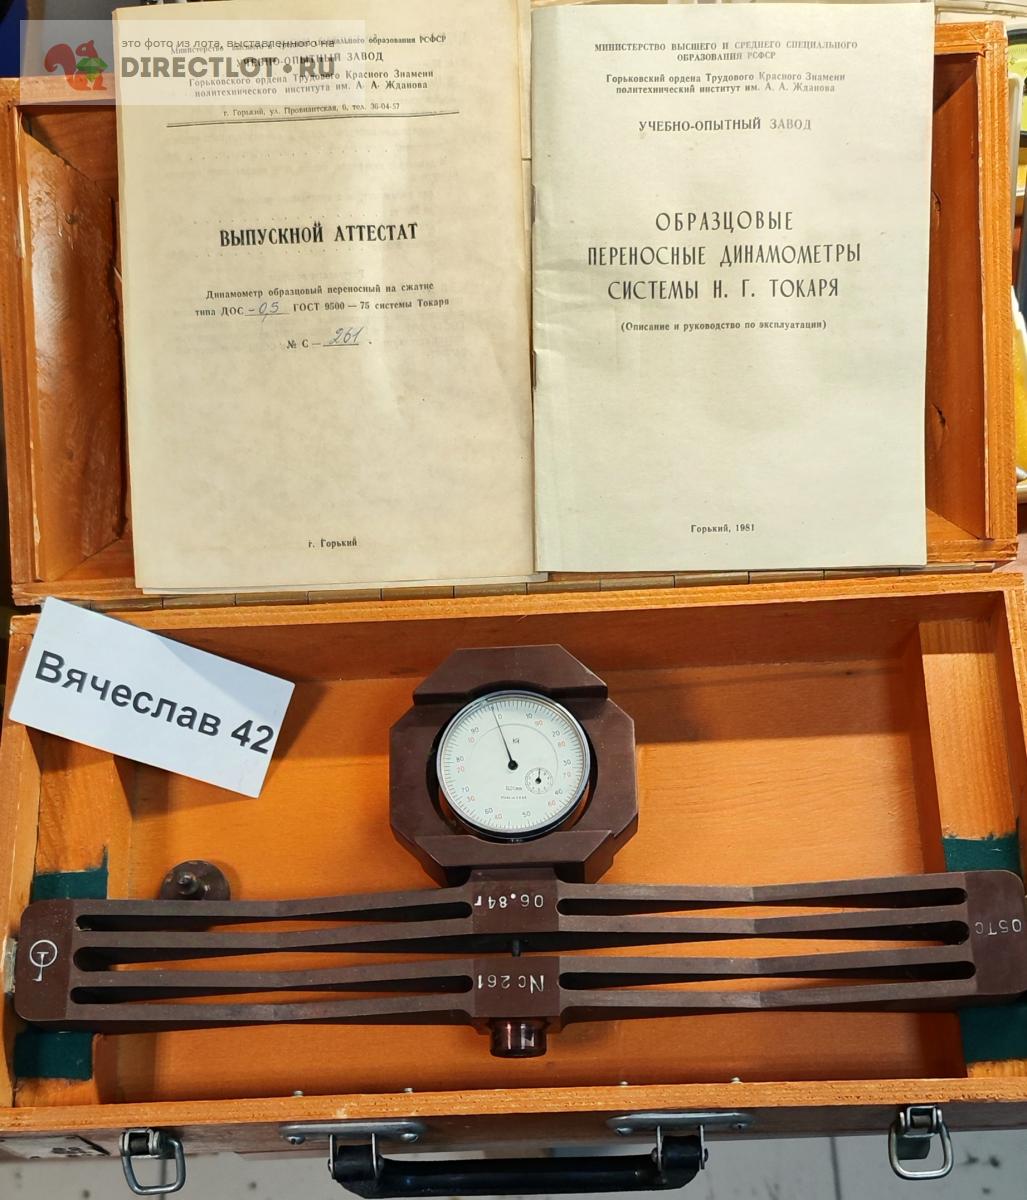 это фото из лота, выставленного на
DIRECTLOT.RU
УЧЕБНО-ОПЫТНЫЙ ЗАВОД
Горьковского ордена Трудового Красного Знамени
политехнического института им. А. А. Жданова
г. Горький, ул. Провиантская, 6, тел. 36-04-57
ВЫПУСКНОЙ АТТЕСТАТ
Динамометр образцовый переносный на сжатие
типа ДОС -0,5 ГОСТ 9500 — 75 системы Токаря
№ С — 261 .
г. Горький
МИНИСТЕРСТВО ВЫСШЕГО И СРЕДНЕГО СПЕЦИАЛЬНОГО
ОБРАЗОВАНИЯ РСФСР
Горьковский ордена Трудового Красного Знамени
политехнический институт им. А. А. Жданова
УЧЕБНО-ОПЫТНЫЙ ЗАВОД
ОБРАЗЦОВЫЕ
ПЕРЕНОСНЫЕ ДИНАМОМЕТРЫ
СИСТЕМЫ Н. Г. ТОКАРЯ
(Описание и руководство по эксплуатации)
Горький, 1981
Вячеслав 42
0,01mm
06.84г
05Тс
Nc261